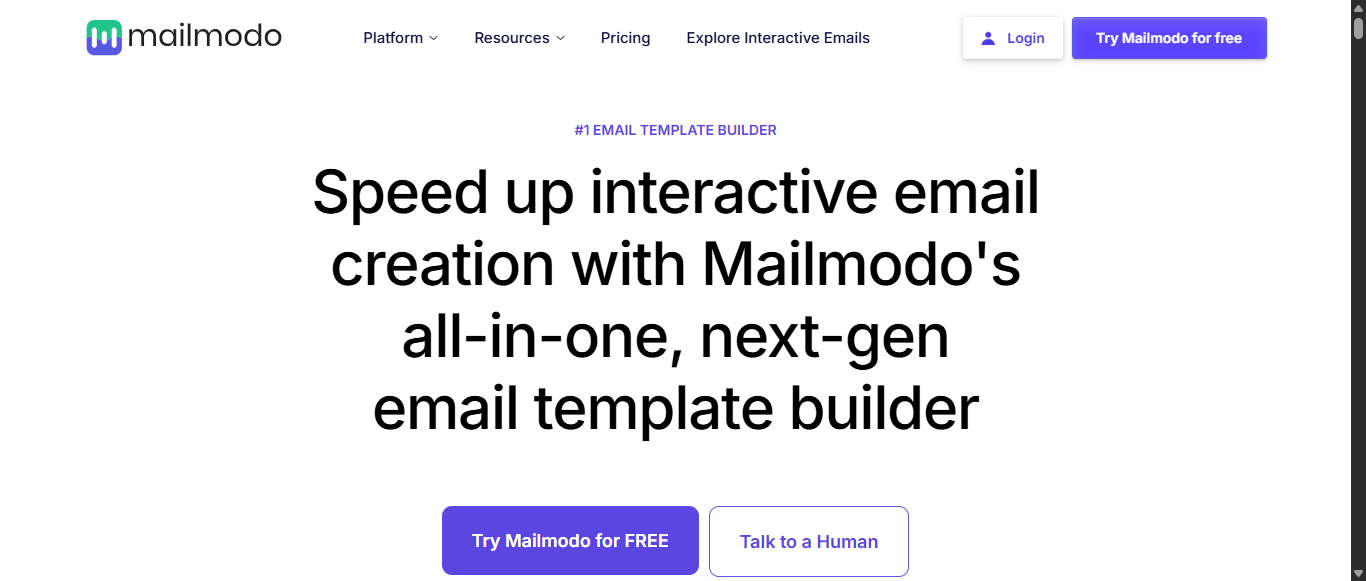 mailmodo
Platform
Resources
Pricing
Explore Interactive Emails
Login
Try Mailmodo for free
#1 EMAIL TEMPLATE BUILDER
Speed up interactive email
creation with Mailmodo's
all-in-one, next-gen
email template builder
Try Mailmodo for FREE
Talk to a Human